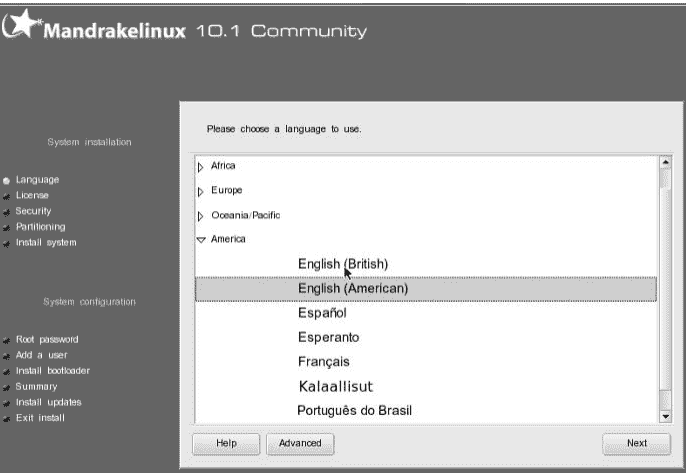 Mandrakelinux 10.1 Community
System installation
Language
License
Security
Partitioning
Install system
System configuration
Root password
Add a user
Install bootloader
Summary
Install updates
Exit install
Please choose a language to use.
Africa
Europe
Oceania/Pacific
America
English (British)
English (American)
Español
Esperanto
Français
Kalaallisut
Português do Brasil
Help
Advanced
Next